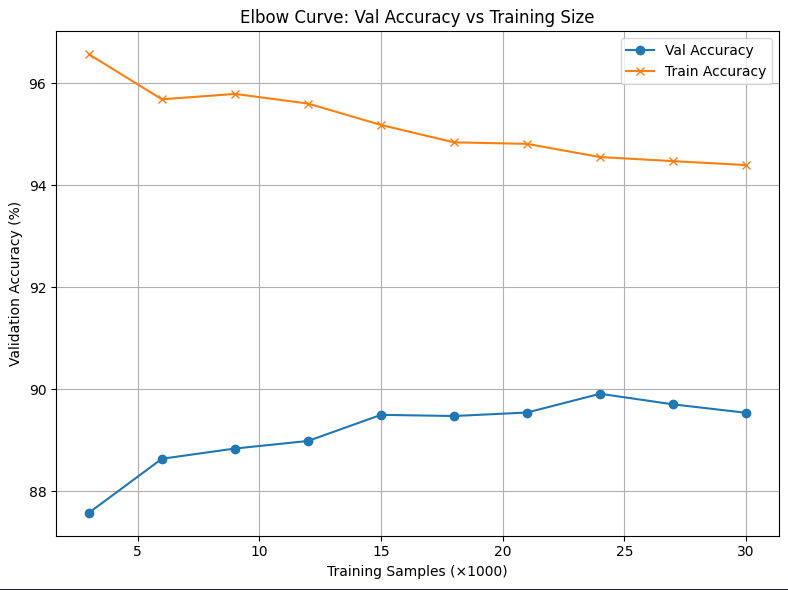 Elbow Curve: Val Accuracy vs Training Size
Val Accuracy
Train Accuracy
Validation Accuracy (%)
96
94
92
90
88
5
10
15
20
25
30
Training Samples (×1000)